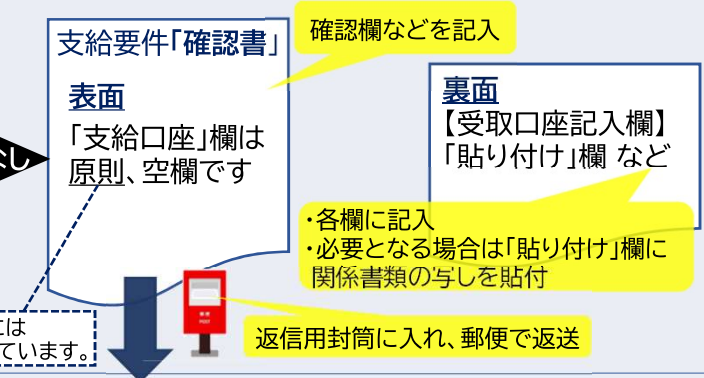 支給要件「確認書」
確認欄などを記入
表面
「支給口座」欄は
原則、空欄です
裏面
【受取口座記入欄】
「貼り付け」欄 など
なし
・各欄に記入
・必要となる場合は「貼り付け」欄に
関係書類の写しを貼付
返信用封筒に入れ、郵便で返送
には
ています。
POST